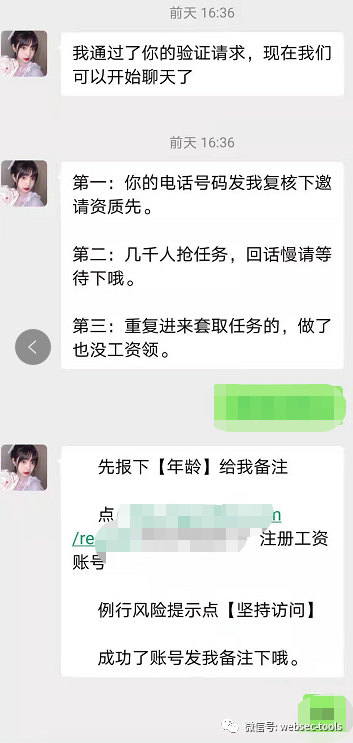 前天 16:36
我通过了你的验证请求，现在我们
可以开始聊天了
前天 16:36
第一：你的电话号码发我复核下邀
请资质先。
第二：几千人抢任务，回话慢请等
待下哦。
第三：重复进来套取任务的，做了
也没工资领。
先报下【年龄】给我备注
点
m
/re 注册工资
账号
例行风险提示点【坚持访问】
成功了账号发我备注下哦。
微信号: websec-tools